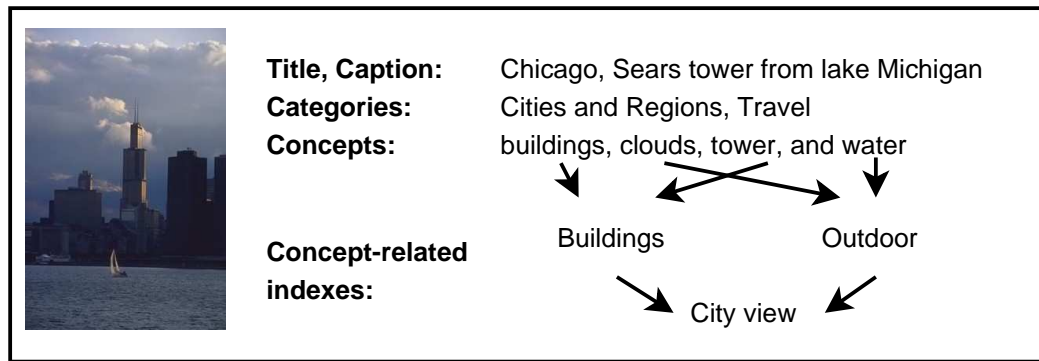 Title, Caption: Chicago, Sears tower from lake Michigan
Categories: Cities and Regions, Travel
Concepts: buildings, clouds, tower, and water
Buildings Outdoor
Concept-related
indexes:
City view